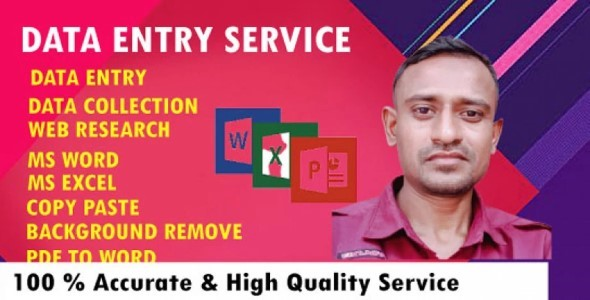 DATA ENTRY SERVICE
DATA ENTRY
DATA COLLECTION
WEB RESEARCH
MS WORD
MS EXCEL
COPY PASTE
BACKGROUND REMOVE
PDF TO WORD
W
X
P
100 % Accurate & High Quality Service